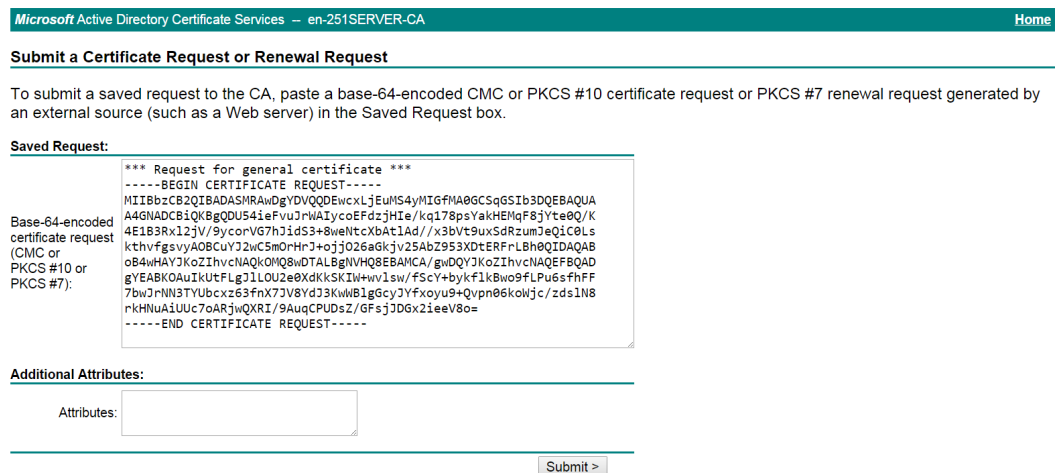 Microsoft Active Directory Certificate Services -- en-251SERVER-CA Home
Submit a Certificate Request or Renewal Request
To submit a saved request to the CA, paste a base-64-encoded CMC or PKCS #10 certificate request or PKCS #7 renewal request generated by
an external source (such as a Web server) in the Saved Request box.
Saved Request:
Base-64-encoded
certificate request
(CMC or
PKCS #10 or
PKCS #7):
*** Request for general certificate ***
-----BEGIN CERTIFICATE REQUEST-----
MIIBbzCB2QIBADASMRAwDgYDVQQDEwcxLjEuMS4yMIGfMA0GCSqGSIb3DQEBAQUA
A4GNADCBiQKBgQDU54ieFvuJrWAIycoEFdzjHIe/kq178psYakHEMqF8jYte0Q/K
4E1B3Rxl2jV/9ycorVG7hJidS3+8weNtcXbAtlAd//x3bVt9uxSdRzumJeQiC0Ls
kthvfgsvyAOBCuYJ2wC5mOrHrJ+ojjO26aGkjv25AbZ953XDtERFrLBh0QIDAQAB
oB4wHAYJKoZIhvcNAQkOMQ8wDTALBgNVHQ8EBAMCA/gwDQYJKoZIhvcNAQEFBQAD
gYEABKOAuIkUtFLgJlLOU2e0XdKkSKIW+wvlsw/fScY+bykflkBwo9fLPu6sfhFF
7bwJrNN3TYUbcxz63fnX7JV8YdJ3KwWBlgGcyJYfxoyu9+Qvpn06koWjc/zdslN8
rkHNuAiUUc7oARjwQXRI/9AuqCPUDsZ/GFsjJDGx2ieeV8o=
-----END CERTIFICATE REQUEST-----
Additional Attributes:
Attributes:
Submit >